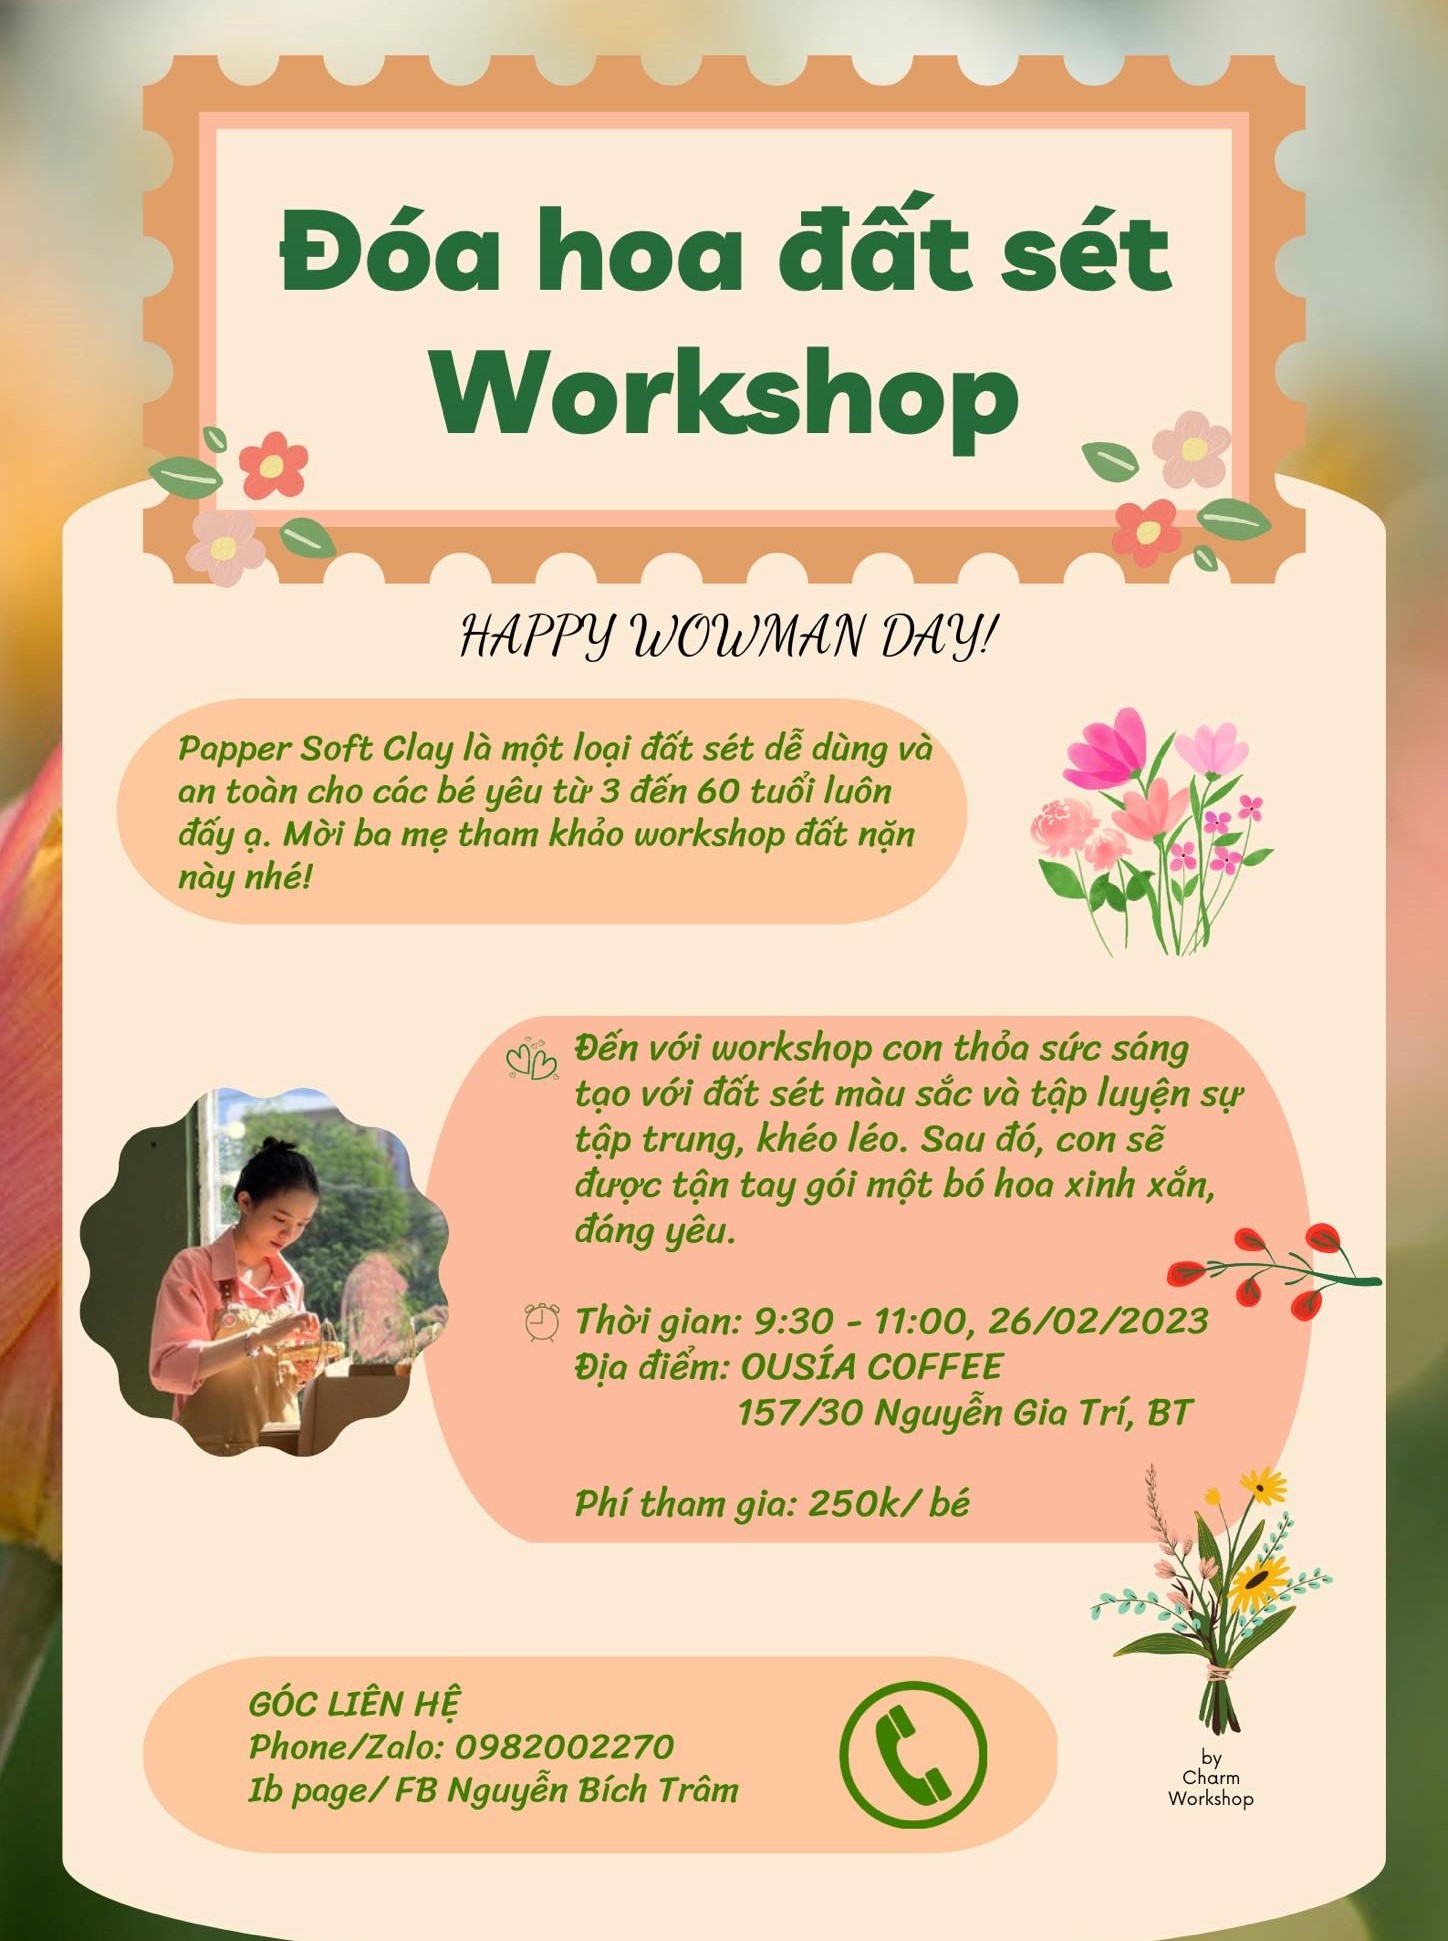 Đóa hoa đất sét
Workshop
HAPPY WOWMAN DAY!
Papper Soft Clay là một loại đất sét dễ dùng và
an toàn cho các bé yêu từ 3 đến 60 tuổi luôn
đấy ạ. Mời ba mẹ tham khảo workshop đất nặn
này nhé!
Đến với workshop con thỏa sức sáng
tạo với đất sét màu sắc và tập luyện sự
tập trung, khéo léo. Sau đó, con sẽ
được tận tay gói một bó hoa xinh xắn,
đáng yêu.
Thời gian: 9:30 - 11:00, 26/02/2023
Địa điểm: OUSÍA COFFEE
157/30 Nguyễn Gia Trí, BT
Phí tham gia: 250k/ bé
GÓC LIÊN HỆ
Phone/Zalo: 0982002270
Ib page/ FB Nguyễn Bích Trâm
by
Charm
Workshop